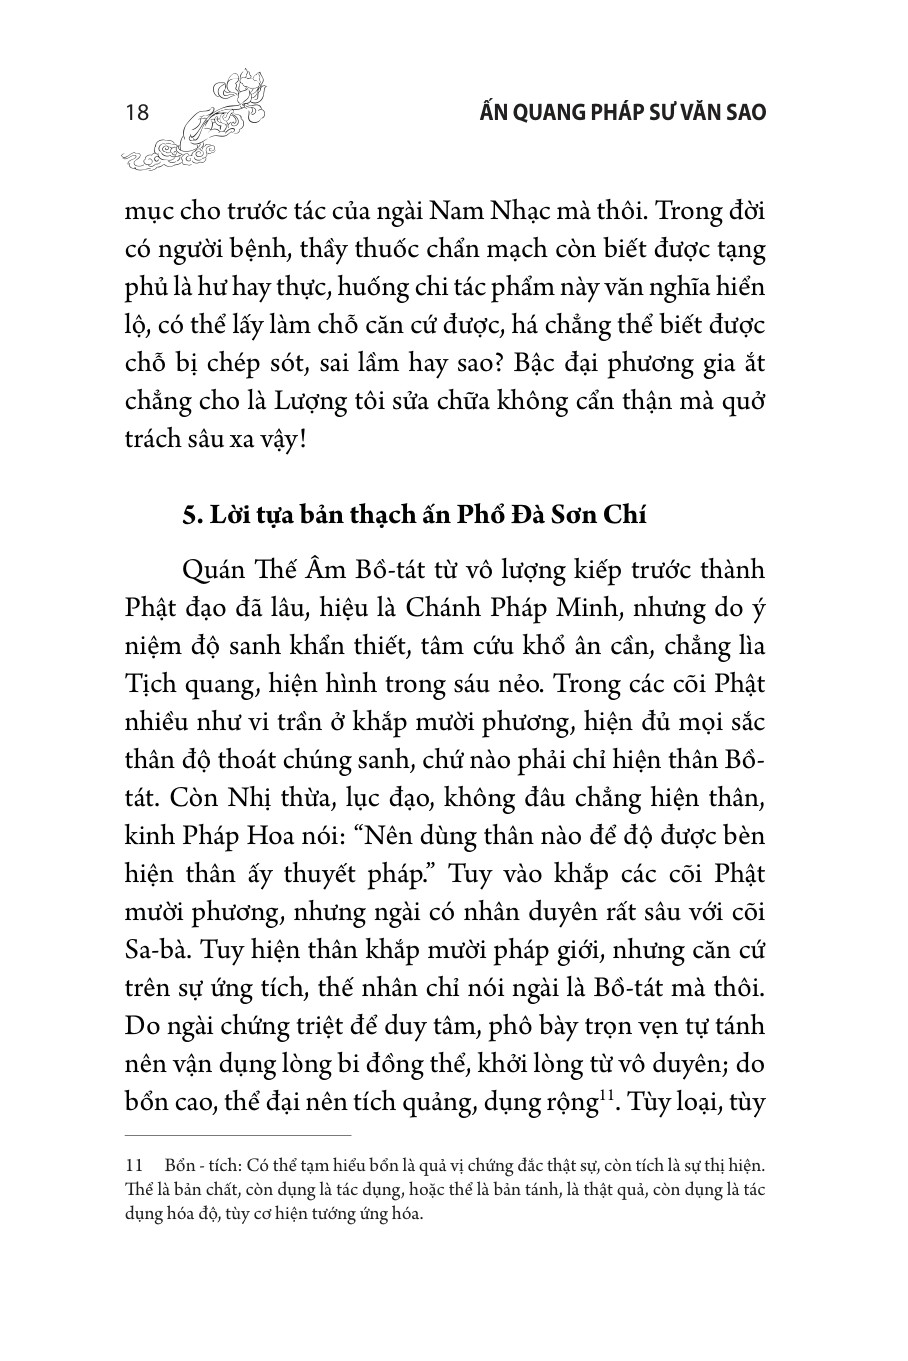 18
ẤN QUANG PHÁP SƯ VĂN SAO
mục cho trước tác của ngài Nam Nhạc mà thôi. Trong đời
có người bệnh, thầy thuốc chẩn mạch còn biết được tạng
phủ là hư hay thực, huống chi tác phẩm này văn nghĩa hiển
lộ, có thể lấy làm chỗ căn cứ được, há chẳng thể biết được
chỗ bị chép sót, sai lầm hay sao? Bậc đại phương gia ắt
chẳng cho là Lượng tôi sửa chữa không cẩn thận mà quở
trách sâu xa vậy!
5. Lời tựa bản thạch ấn Phổ Đà Sơn Chí
Quán Thế Âm Bồ-tát từ vô lượng kiếp trước thành
Phật đạo đã lâu, hiệu là Chánh Pháp Minh, nhưng do ý
niệm độ sanh khẩn thiết, tâm cứu khổ ân cần, chẳng lìa
Tịch quang, hiện hình trong sáu nẻo. Trong các cõi Phật
nhiều như vi trần ở khắp mười phương, hiện đủ mọi sắc
thân độ thoát chúng sanh, chứ nào phải chỉ hiện thân Bồ-
tát. Còn Nhị thừa, lục đạo, không đâu chẳng hiện thân,
kinh Pháp Hoa nói: “Nên dùng thân nào để độ được bèn
hiện thân ấy thuyết pháp.” Tuy vào khắp các cõi Phật
mười phương, nhưng ngài có nhân duyên rất sâu với cõi
Sa-bà. Tuy hiện thân khắp mười pháp giới, nhưng căn cứ
trên sự ứng tích, thế nhân chỉ nói ngài là Bồ-tát mà thôi.
Do ngài chứng triệt để duy tâm, phô bày trọn vẹn tự tánh
nên vận dụng lòng bi đồng thể, khởi lòng từ vô duyên; do
bổn cao, thể đại nên tích quảng, dụng rộng11. Tùy loại, tùy
11 Bổn - tích: Có thể tạm hiểu bổn là quả vị chứng đắc thật sự, còn tích là sự thị hiện.
Thể là bản chất, còn dụng là tác dụng, hoặc thể là bản tánh, là thật quả, còn dụng là tác
dụng hóa độ, tùy cơ hiện tướng ứng hóa.